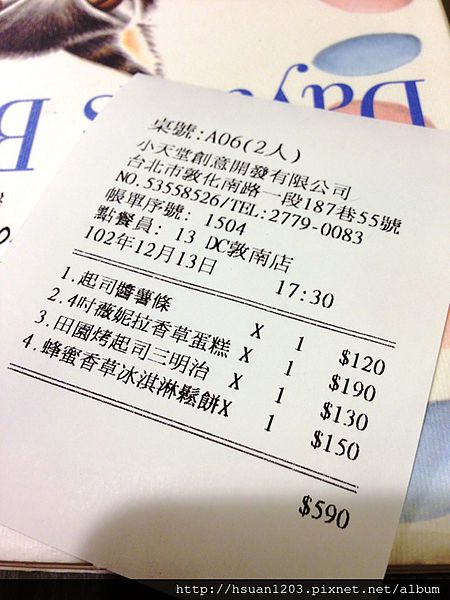 Days
B
桌號:A06(2人)
小天堂創意開發有限公司
台北市敦化南路一段187巷55號
NO.53558526/TEL:2779-0083
帳單序號: 1504
點餐員: 13 DC敦南店
102年12月13日 17:30
1.起司醬薯條 X 1 $120
2.4吋薇妮拉香草蛋糕 X 1 $190
3.田園烤起司三明治 X 1 $130
4.蜂蜜香草冰淇淋鬆餅X 1 $150
$590
http://hsuan1203.pixnet.net/album